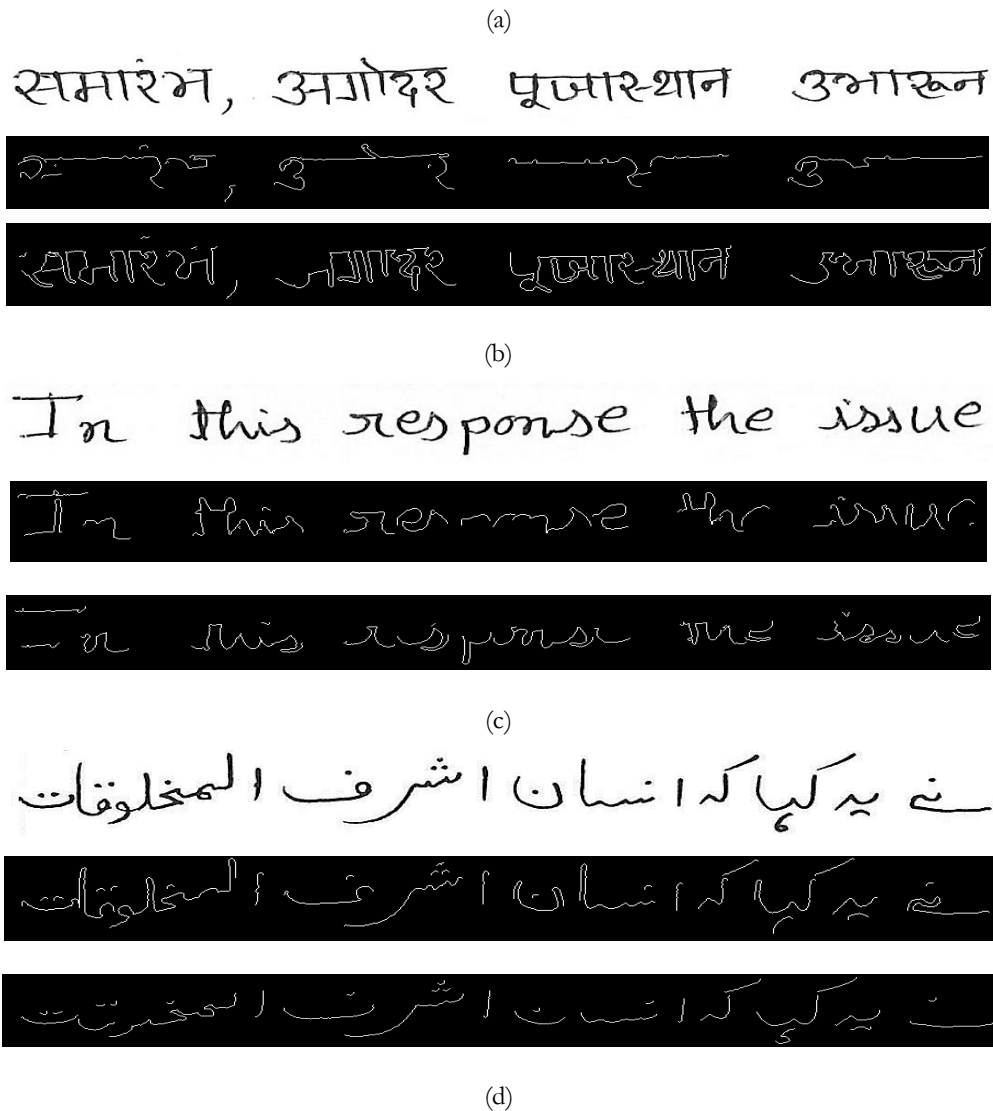 (a)
समारंभ, अगोदर पूजास्थान उभारून
(b)
In this response the issue
(c)
نے یہ کہا کہ انسان اشرف المخلوقات
(d)